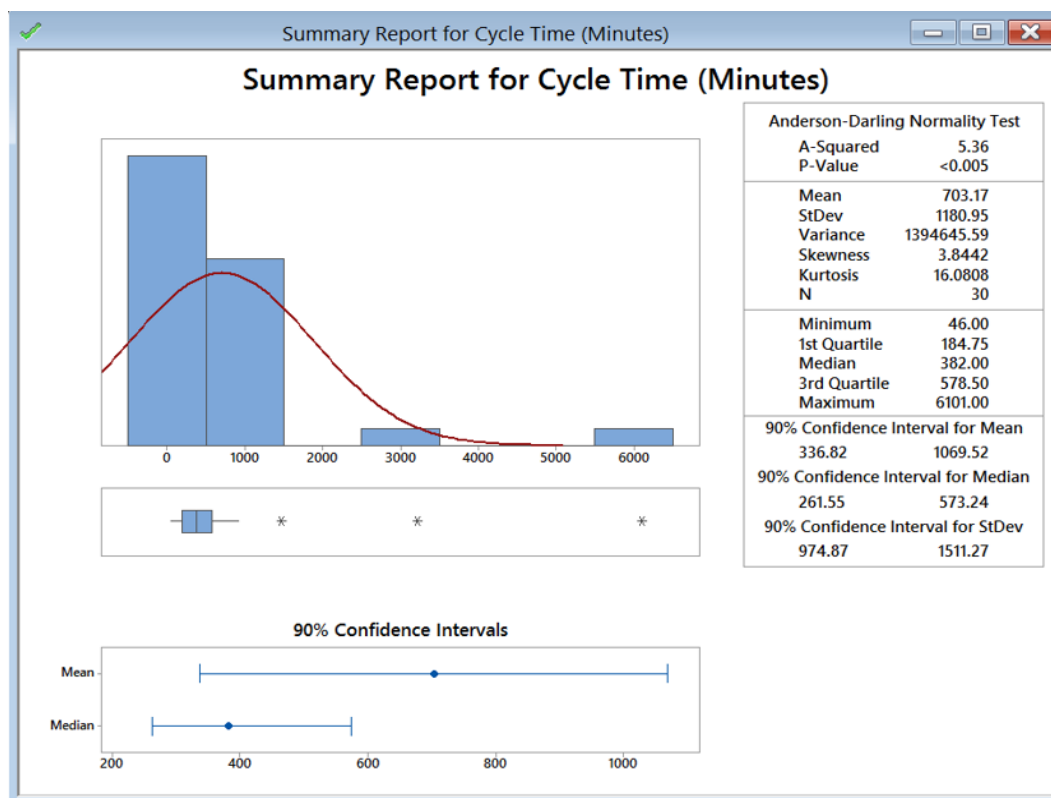 Summary Report for Cycle Time (Minutes)
Summary Report for Cycle Time (Minutes)
0 1000 2000 3000 4000 5000 6000
90% Confidence Intervals
Mean
Median
200 400 600 800 1000
Anderson-Darling Normality Test
A-Squared 5.36
P-Value <0.005
Mean 703.17
StDev 1180.95
Variance 1394645.59
Skewness 3.8442
Kurtosis 16.0808
N 30
Minimum 46.00
1st Quartile 184.75
Median 382.00
3rd Quartile 578.50
Maximum 6101.00
90% Confidence Interval for Mean
336.82 1069.52
90% Confidence Interval for Median
261.55 573.24
90% Confidence Interval for StDev
974.87 1511.27